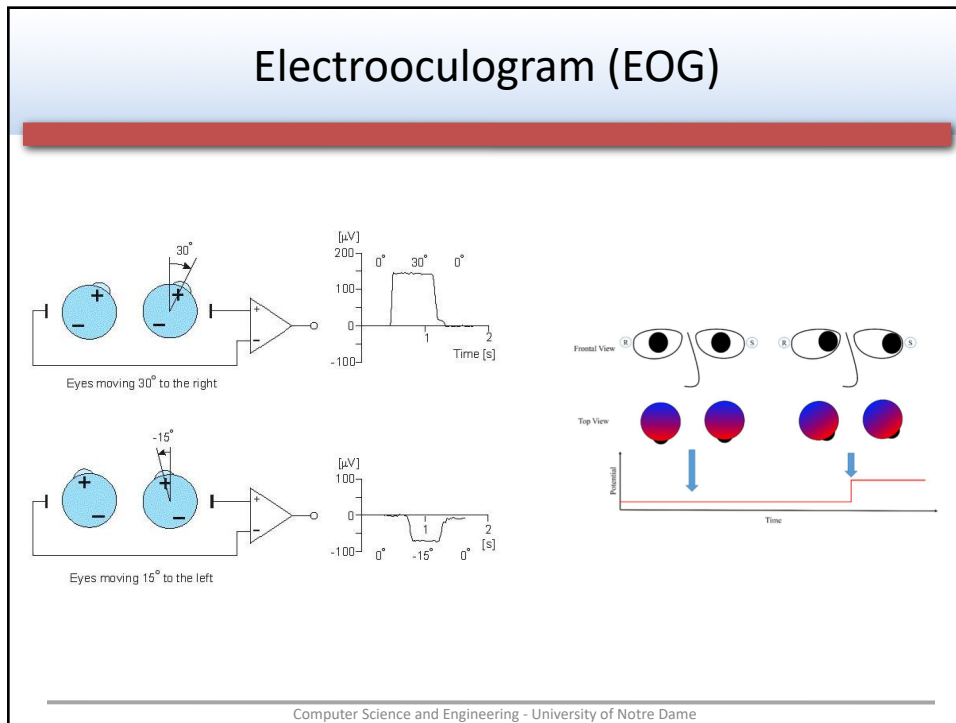 Electrooculogram (EOG)
30°
+
+
−
−
+
−
Eyes moving 30° to the right
[µV]
200
100
0
-100
0° 30° 0°
1 2
Time [s]
-15°
+
+
−
−
+
−
Eyes moving 15° to the left
[µV]
100
0
-100
1 2
[s]
0° -15° 0°
Frontal View
R S R S
Top View
Potential
Time
Computer Science and Engineering - University of Notre Dame